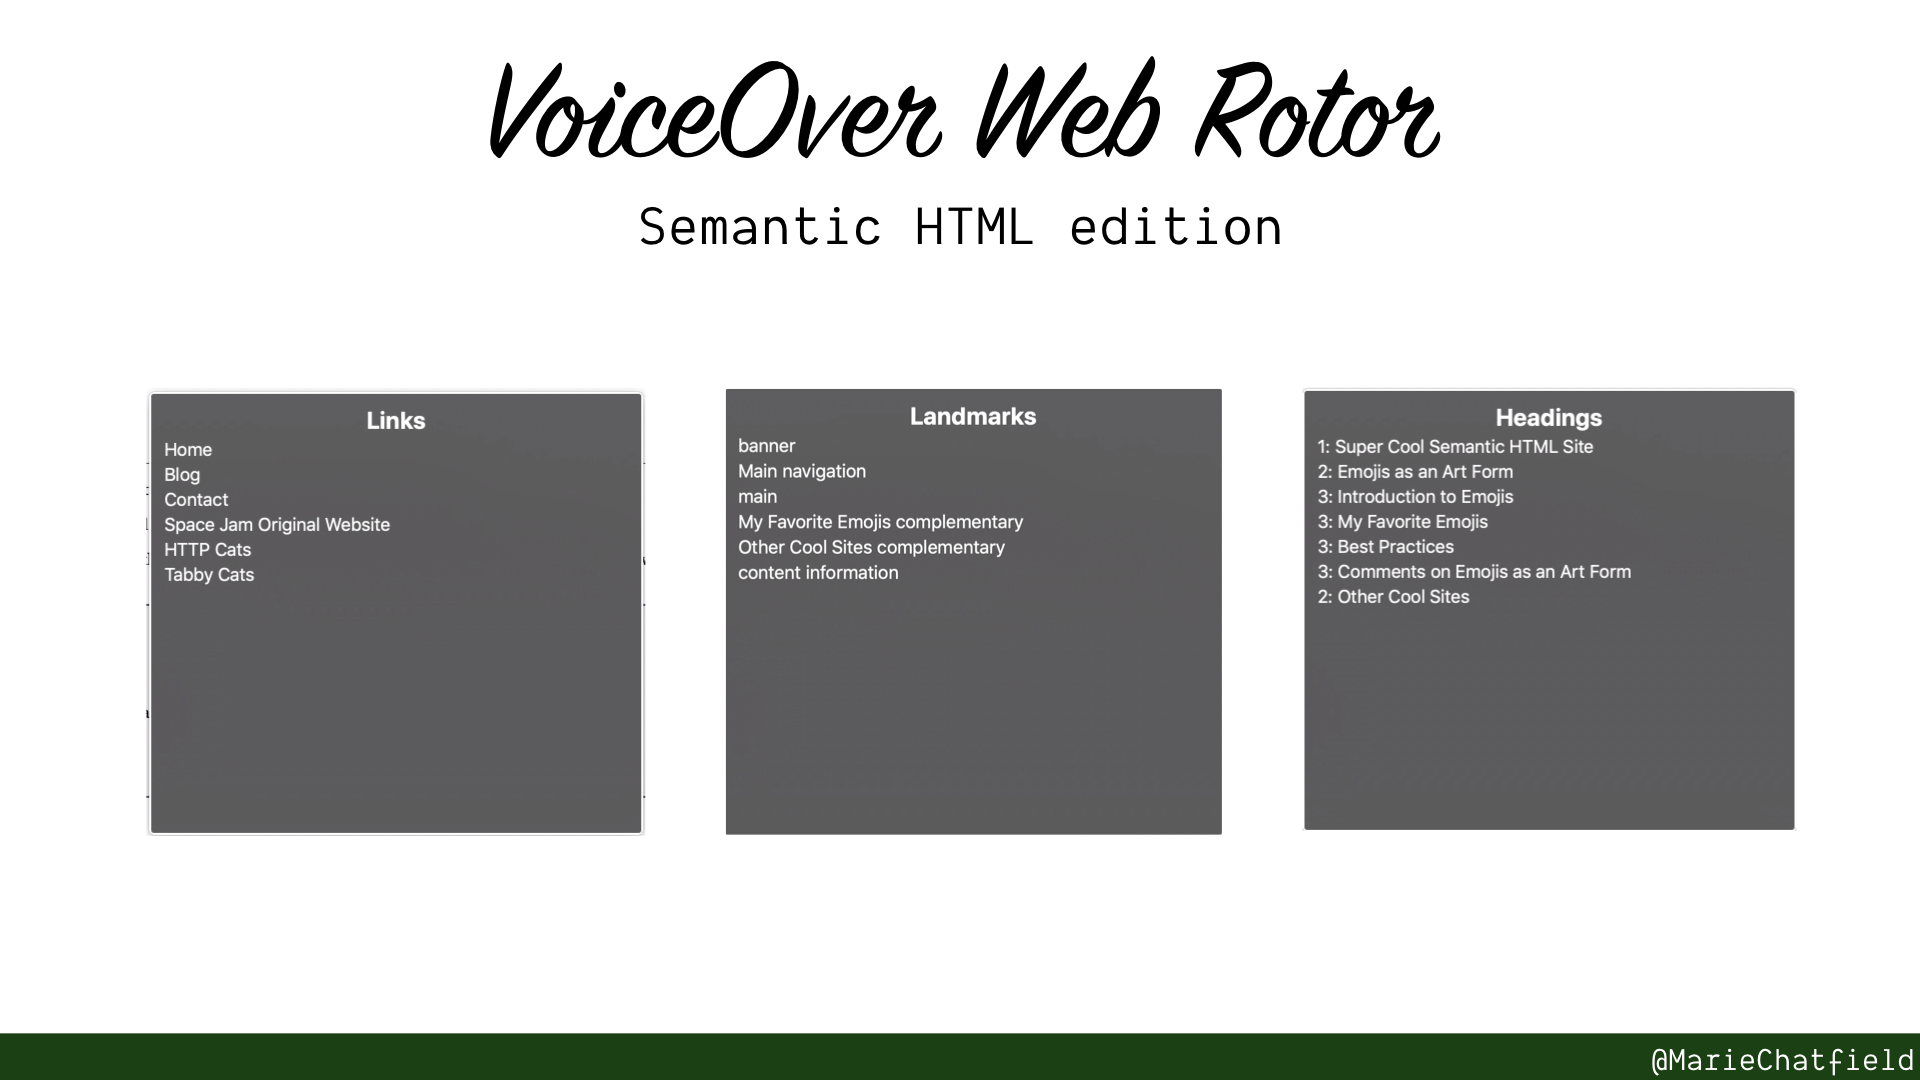 VoiceOver Web Rotor
Semantic HTML edition
Links
Home
Blog
Contact
Space Jam Original Website
HTTP Cats
Tabby Cats
Landmarks
banner
Main navigation
main
My Favorite Emojis complementary
Other Cool Sites complementary
content information
Headings
1: Super Cool Semantic HTML Site
2: Emojis as an Art Form
3: Introduction to Emojis
3: My Favorite Emojis
3: Best Practices
3: Comments on Emojis as an Art Form
2: Other Cool Sites
@MarieChatfield